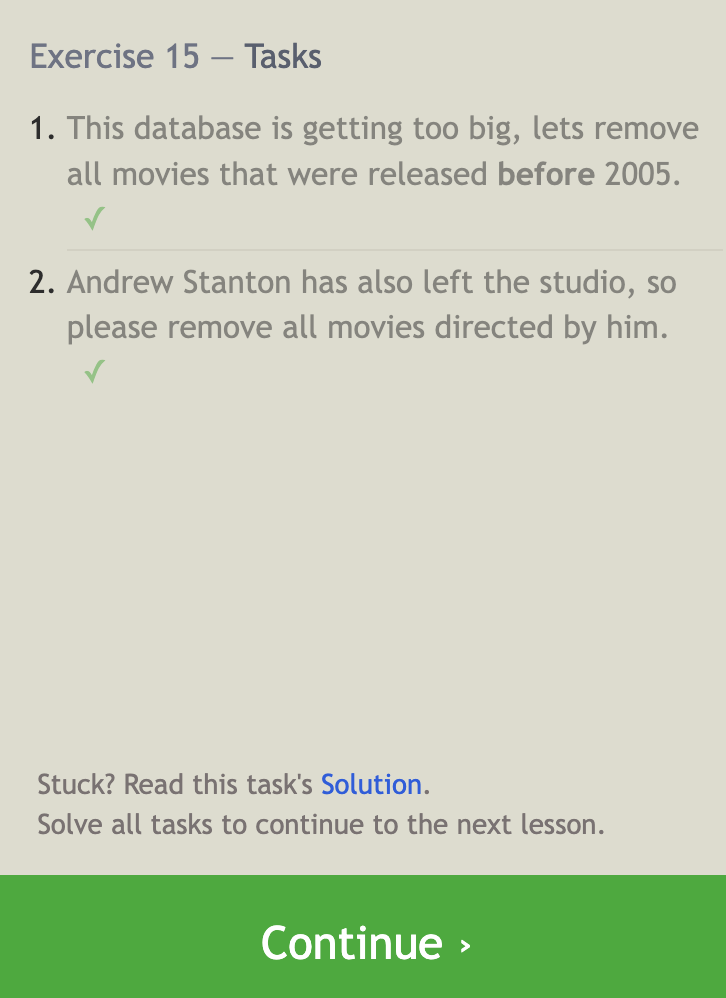 Exercise 15 — Tasks
1. This database is getting too big, lets remove
all movies that were released before 2005.
✓
2. Andrew Stanton has also left the studio, so
please remove all movies directed by him.
✓
Stuck? Read this task's Solution.
Solve all tasks to continue to the next lesson.
Continue ›